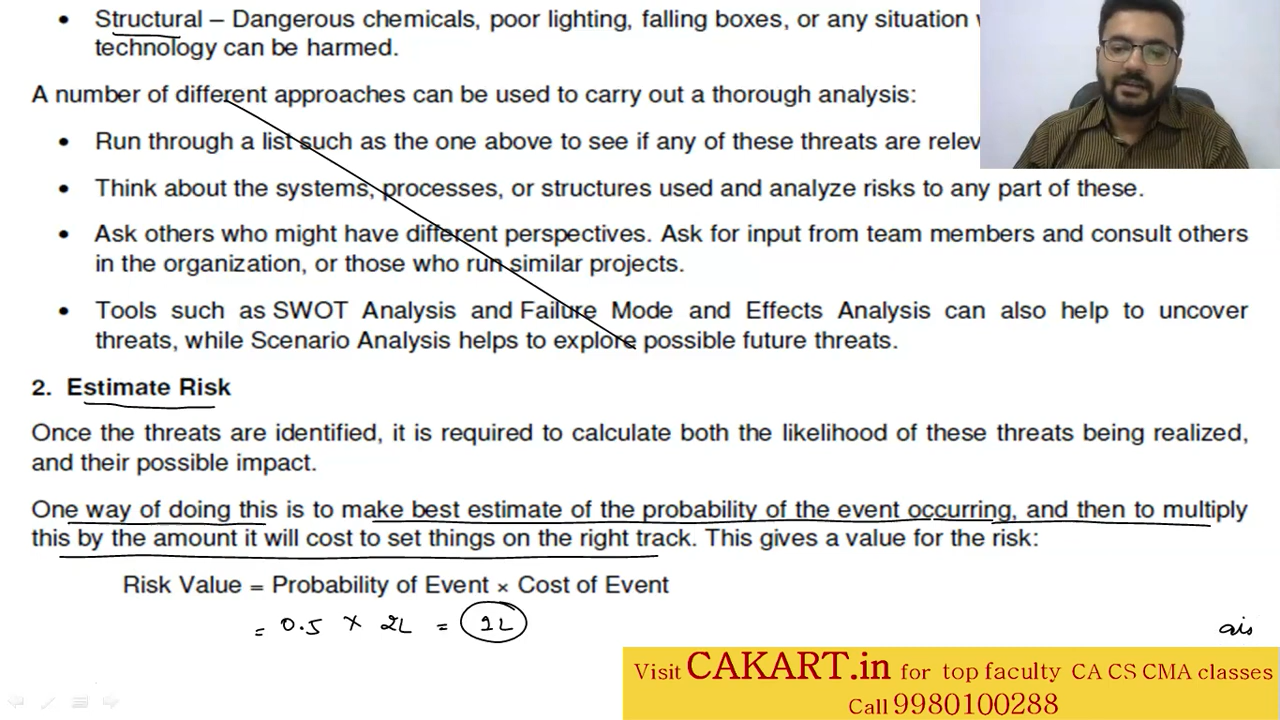 • Structural – Dangerous chemicals, poor lighting, falling boxes, or any situation
technology can be harmed.
A number of different approaches can be used to carry out a thorough analysis:
• Run through a list such as the one above to see if any of these threats are
• Think about the systems, processes, or structures used and analyze risks to any part of these.
• Ask others who might have different perspectives. Ask for input from team members and consult others
in the organization, or those who run similar projects.
• Tools such as SWOT Analysis and Failure Mode and Effects Analysis can also help to uncover
threats, while Scenario Analysis helps to explore possible future threats.
2. Estimate Risk
Once the threats are identified, it is required to calculate both the likelihood of these threats being realized,
and their possible impact.
One way of doing this is to make best estimate of the probability of the event occurring, and then to multiply
this by the amount it will cost to set things on the right track. This gives a value for the risk:
Risk Value = Probability of Event × Cost of Event
= 0.5 × 2L = 1L
Visit CAKART.in for top faculty CA CS CMA classes
Call 9980100288